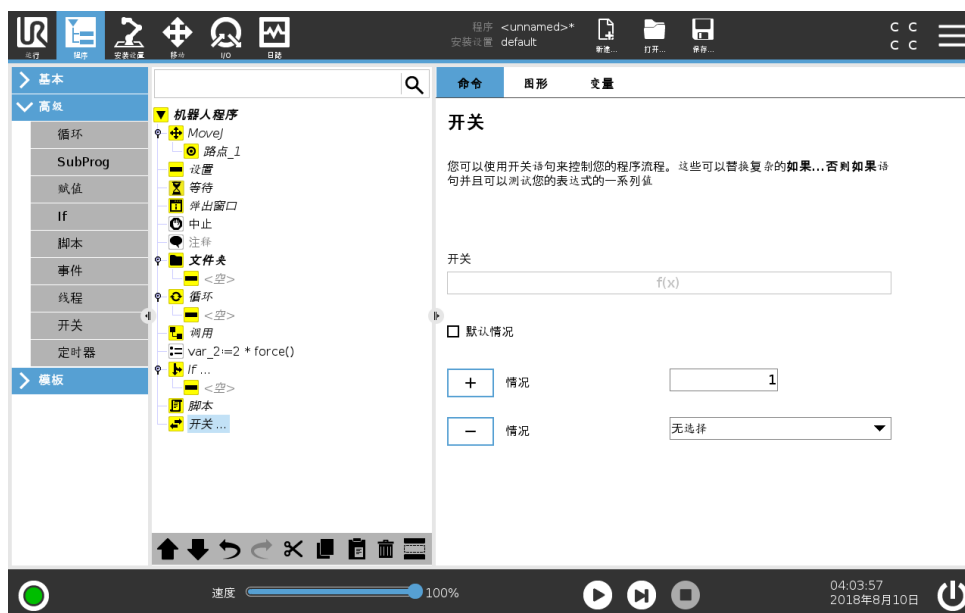 运行 程序 安装设置 移动 I/O 日志
程序 <unnamed>*
安装设置 default
新建... 打开... 保存...
C C
C C
基本
高级
循环
SubProg
赋值
If
脚本
事件
线程
开关
定时器
模板
机器人程序
MoveJ
路点_1
设置
等待
弹出窗口
中止
注释
文件夹
<空>
循环
<空>
调用
var_2:=2 * force()
If ...
<空>
脚本
开关 ...
命令 图形 变量
开关
您可以使用开关语句来控制您的程序流程。这些可以替换复杂的如果...否则如果语
句并且可以测试您的表达式的一系列值
开关
f(x)
默认情况
+ 情况 1
− 情况 无选择
速度 100%
04:03:57
2018年8月10日